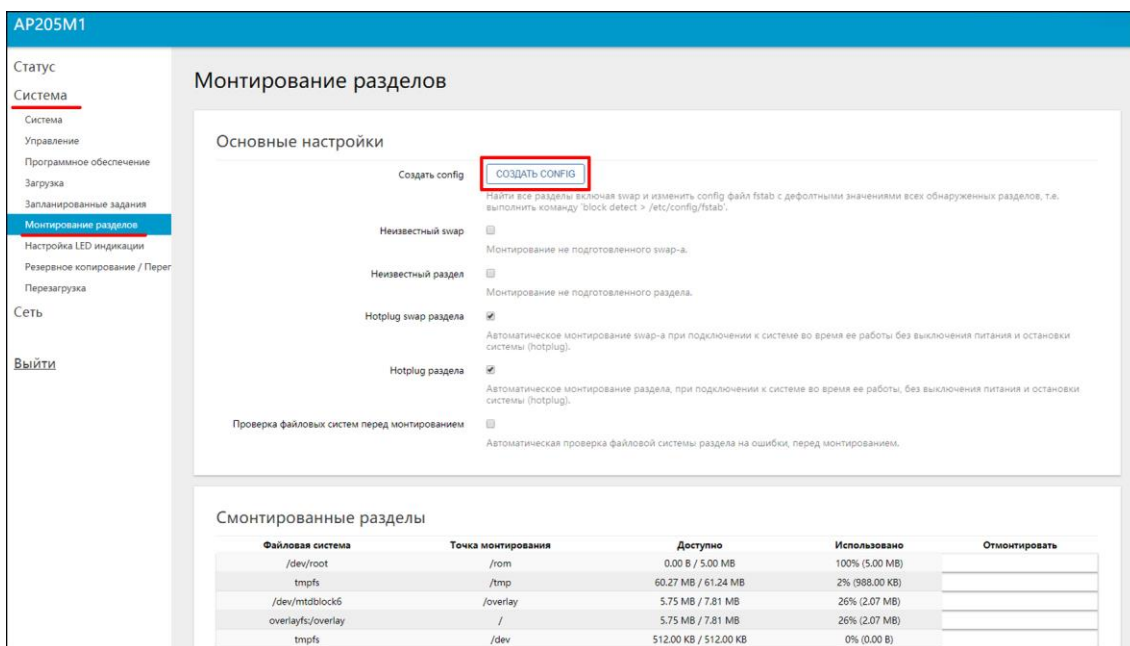 AP205M1
Статус
Система
Система
Управление
Программное обеспечение
Загрузка
Запланированные задания
Монтирование разделов
Настройка LED индикации
Резервное копирование / Перег
Перезагрузка
Сеть
Выйти
Монтирование разделов
Основные настройки
Создать config
СОЗДАТЬ CONFIG
Найти все разделы включая swap и изменить config файл fstab с дефолтными значениями всех обнаруженных разделов, т.е.
выполнить команду 'block detect > /etc/config/fstab'.
Неизвестный swap
Монтирование не подготовленного swap-а.
Неизвестный раздел
Монтирование не подготовленного раздела.
Hotplug swap раздела
Автоматическое монтирование swap-а при подключении к системе во время ее работы без выключения питания и остановки
системы (hotplug).
Hotplug раздела
Автоматическое монтирование раздела, при подключении к системе во время ее работы, без выключения питания и остановки
системы (hotplug).
Проверка файловых систем перед монтированием
Автоматическая проверка файловой системы раздела на ошибки, перед монтированием.
Смонтированные разделы
Файловая система Точка монтирования Доступно Использовано Отмонтировать
/dev/root /rom 0.00 B / 5.00 MB 100% (5.00 MB)
tmpfs /tmp 60.27 MB / 61.24 MB 2% (988.00 KB)
/dev/mtdblock6 /overlay 5.75 MB / 7.81 MB 26% (2.07 MB)
overlayfs:/overlay / 5.75 MB / 7.81 MB 26% (2.07 MB)
tmpfs /dev 512.00 KB / 512.00 KB 0% (0.00 B)